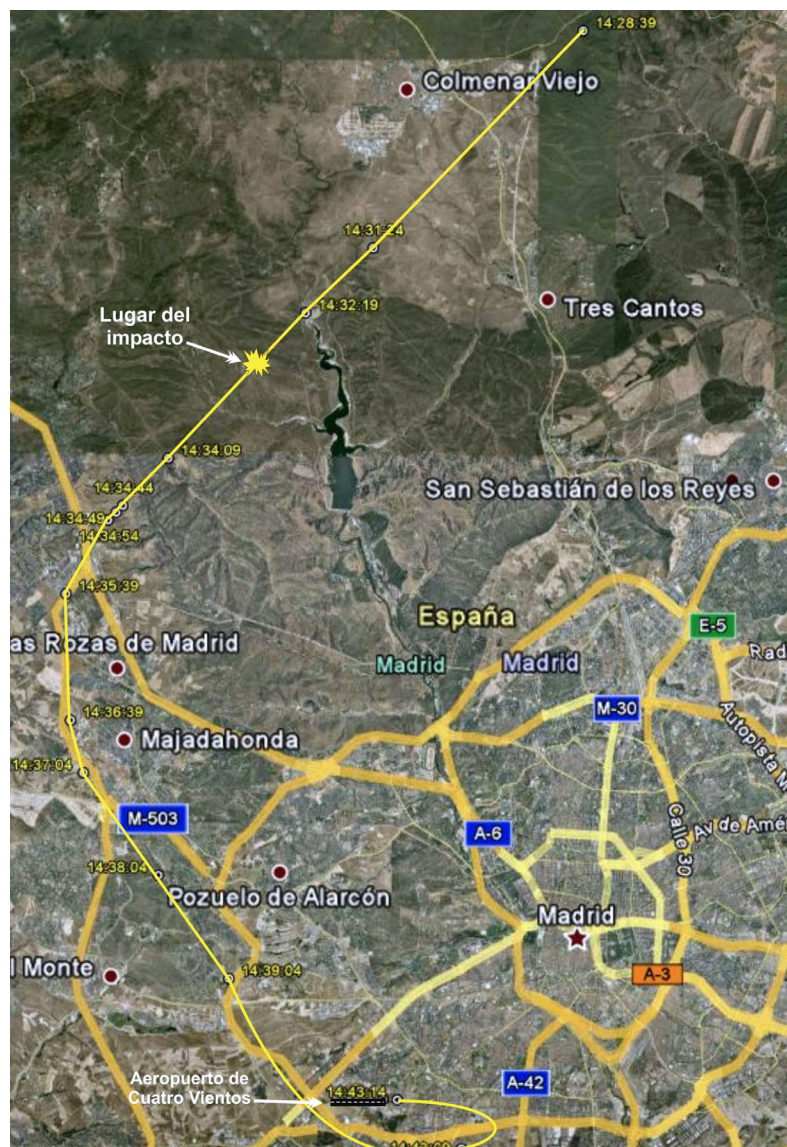 14:28:39
Colmenar Viejo
14:31:24
14:32:19
Tres Cantos
Lugar del
impacto
14:34:09
14:34:44
14:34:49
14:34:54
San Sebastián de los Reyes
14:35:39
España
E-5
as Rozas de Madrid
Madrid
Madrid
Rad
14:36:39
M-30
Majadahonda
Autopista M
14:37:04
M-503
A-6
Calle 30
Av de Amé
14:38:04
Pozuelo de Alarcón
Madrid
l Monte
14:39:04
A-3
Aeropuerto de
Cuatro Vientos
14:43:14
A-42